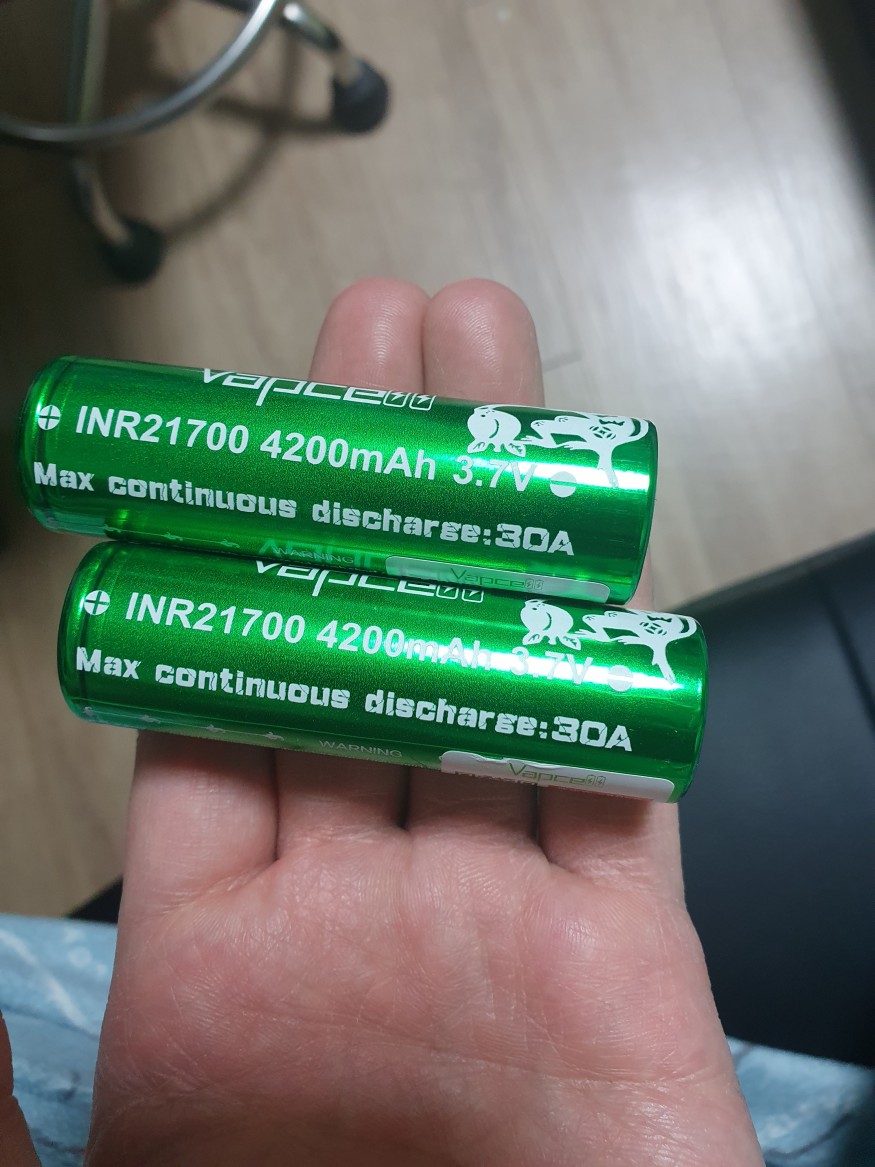 Vapcell
⊕ INR21700 4200mAh 3.7V ⊖
Max continuous discharge:30A
WARNING
Vapcell
Vapcell
⊕ INR21700 4200mAh 3.7V ⊖
Max continuous discharge:30A
WARNING
Vapcell